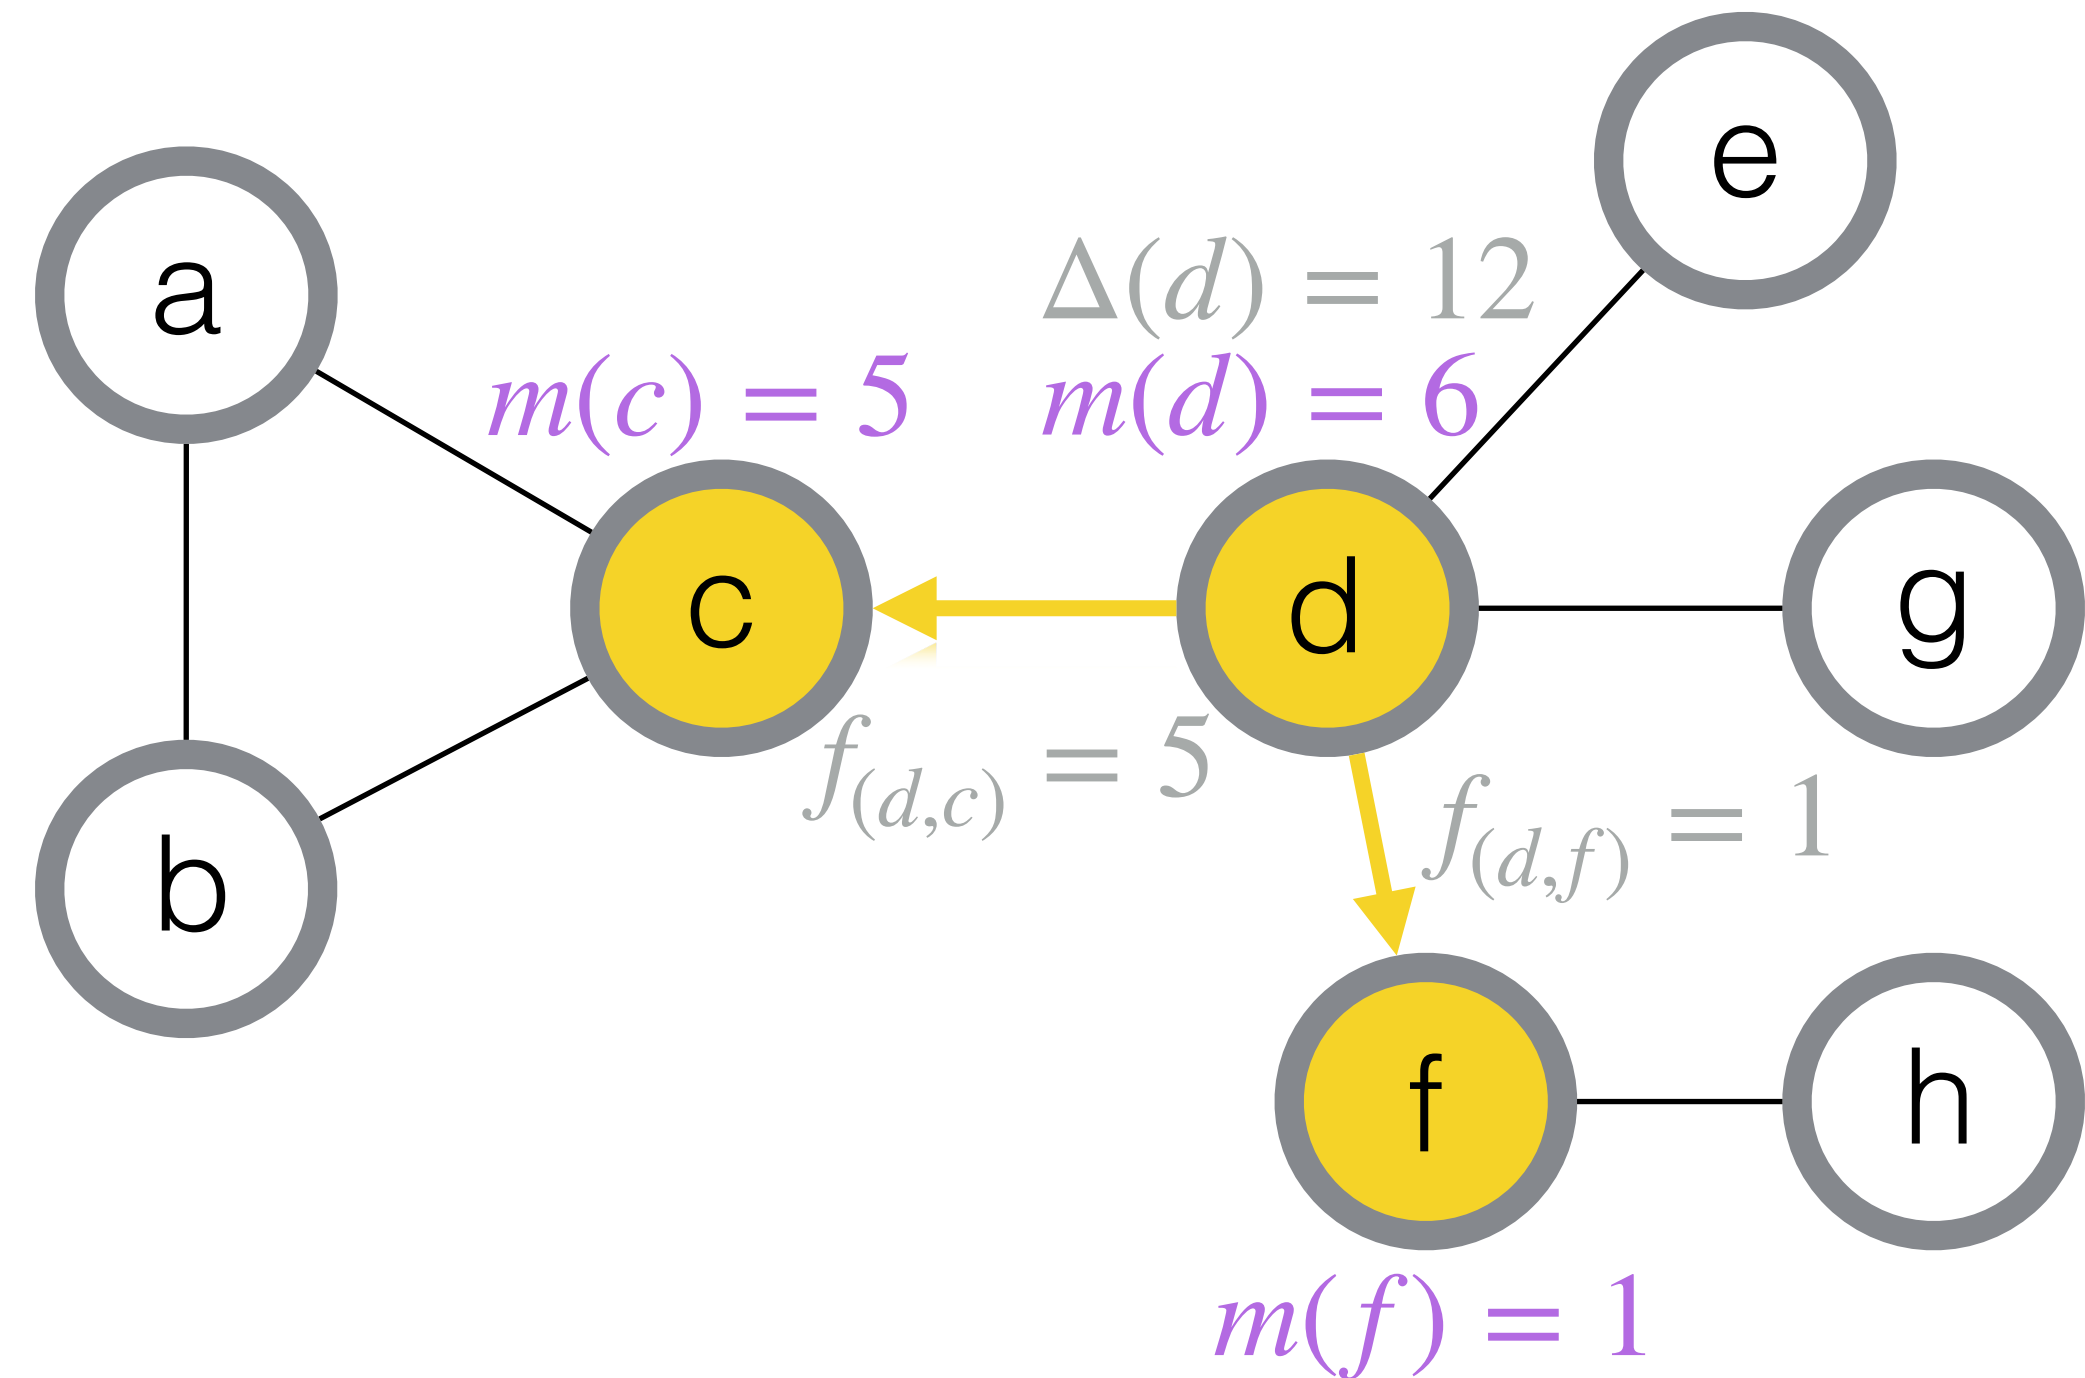 e
a
Δ(d) = 12
m(c) = 5
m(d) = 6
c
d
g
f(d,c) = 5
f(d,f) = 1
b
f
h
m(f) = 1